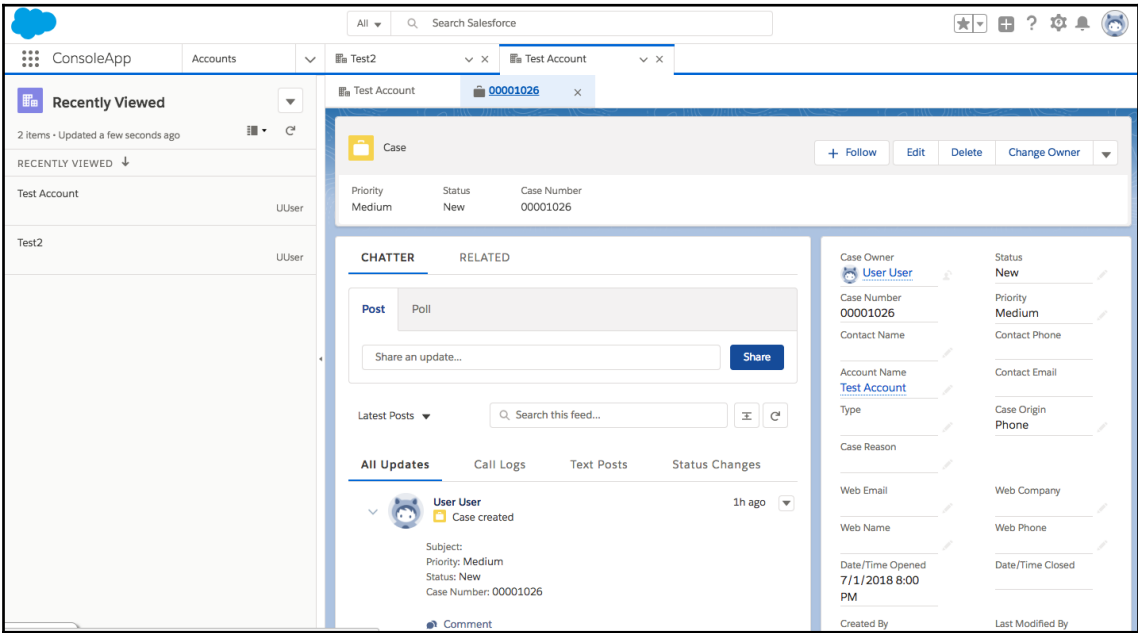 All
Search Salesforce
ConsoleApp
Accounts
Test2
Test Account
Recently Viewed
2 items • Updated a few seconds ago
RECENTLY VIEWED
Test Account
UUser
Test2
UUser
Test Account
00001026
Case
+ Follow
Edit
Delete
Change Owner
Priority
Status
Case Number
Medium
New
00001026
CHATTER
RELATED
Post
Poll
Share an update...
Share
Latest Posts
Search this feed...
All Updates
Call Logs
Text Posts
Status Changes
User User
1h ago
Case created
Subject:
Priority: Medium
Status: New
Case Number: 00001026
Comment
Case Owner
Status
User User
New
Case Number
Priority
00001026
Medium
Contact Name
Contact Phone
Account Name
Contact Email
Test Account
Type
Case Origin
Phone
Case Reason
Web Email
Web Company
Web Name
Web Phone
Date/Time Opened
Date/Time Closed
7/1/2018 8:00
PM
Created By
Last Modified By